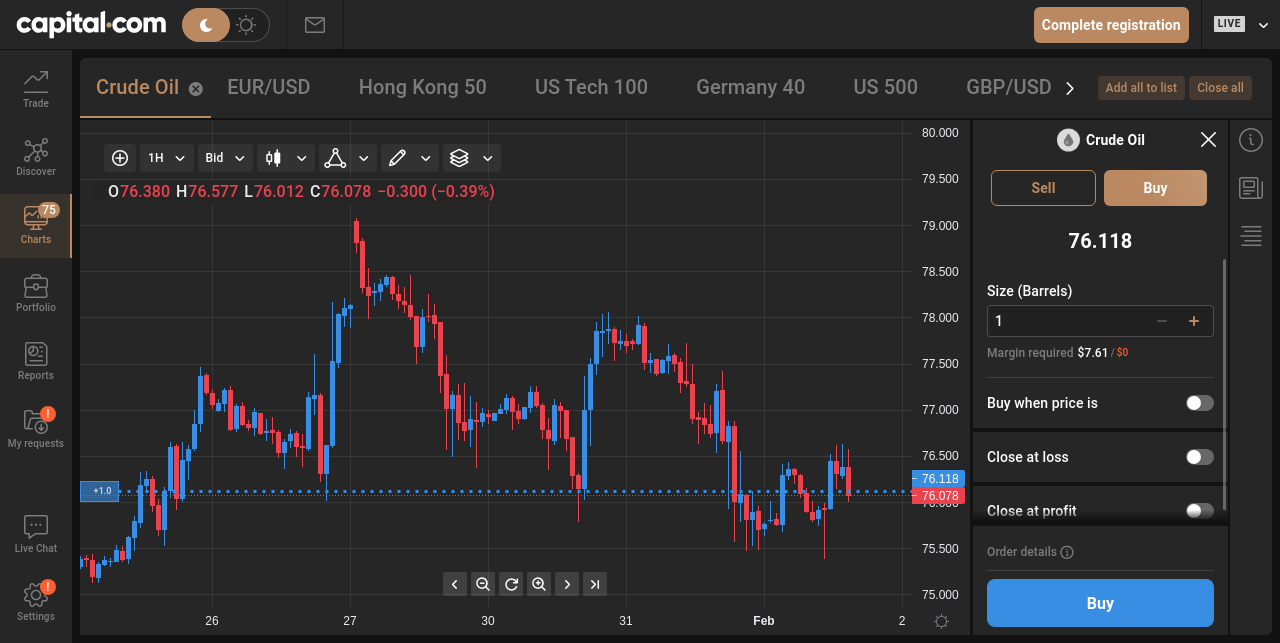 capital.com
Complete registration
LIVE
Trade
Discover
75
Charts
Portfolio
Reports
!
My requests
Live Chat
!
Settings
Crude Oil
EUR/USD
Hong Kong 50
US Tech 100
Germany 40
US 500
GBP/USD
Add all to list
Close all
1H
Bid
O76.380 H76.577 L76.012 C76.078 −0.300 (−0.39%)
+1.0
80.000
79.500
79.000
78.500
78.000
77.500
77.000
76.500
76.118
76.078
75.500
75.000
26
27
30
31
Feb
2
Crude Oil
Sell
Buy
76.118
Size (Barrels)
1
Margin required $7.61 / $0
Buy when price is
Close at loss
Close at profit
Order details
Buy